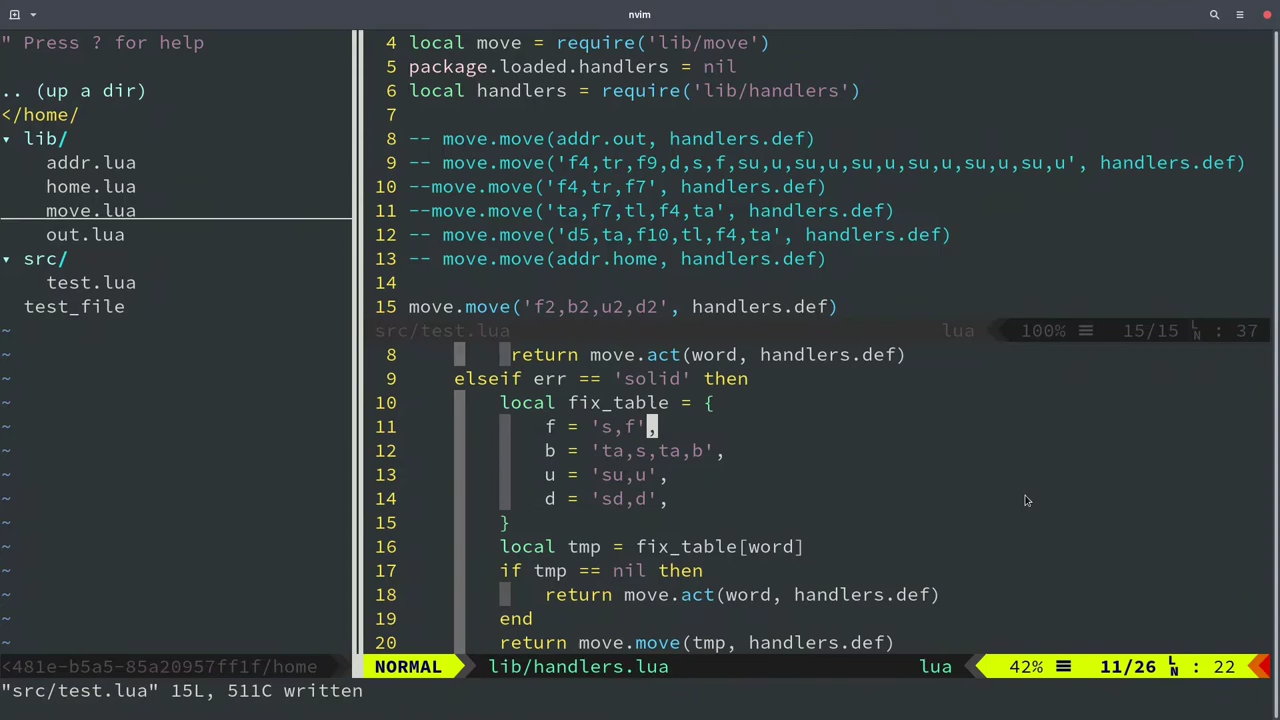 nvim
" Press ? for help
.. (up a dir)
</home/
▾ lib/
addr.lua
home.lua
move.lua
out.lua
▾ src/
test.lua
test_file
~
~
~
~
~
~
~
~
~
~
~
~
~
~
<481e-b5a5-85a20957ff1f/home
4 local move = require('lib/move')
5 package.loaded.handlers = nil
6 local handlers = require('lib/handlers')
7
8 -- move.move(addr.out, handlers.def)
9 -- move.move('f4,tr,f9,d,s,f,su,u,su,u,su,u,su,u,su,u,su,u', handlers.def)
10 --move.move('f4,tr,f7', handlers.def)
11 --move.move('ta,f7,tl,f4,ta', handlers.def)
12 -- move.move('d5,ta,f10,tl,f4,ta', handlers.def)
13 -- move.move(addr.home, handlers.def)
14
15 move.move('f2,b2,u2,d2', handlers.def)
src/test.lua lua 100% ☰ 15/15 LN : 37
8 return move.act(word, handlers.def)
9 elseif err == 'solid' then
10 local fix_table = {
11 f = 's,f',
12 b = 'ta,s,ta,b',
13 u = 'su,u',
14 d = 'sd,d',
15 }
16 local tmp = fix_table[word]
17 if tmp == nil then
18 return move.act(word, handlers.def)
19 end
20 return move.move(tmp, handlers.def)
NORMAL lib/handlers.lua lua 42% ☰ 11/26 LN : 22
"src/test.lua" 15L, 511C written